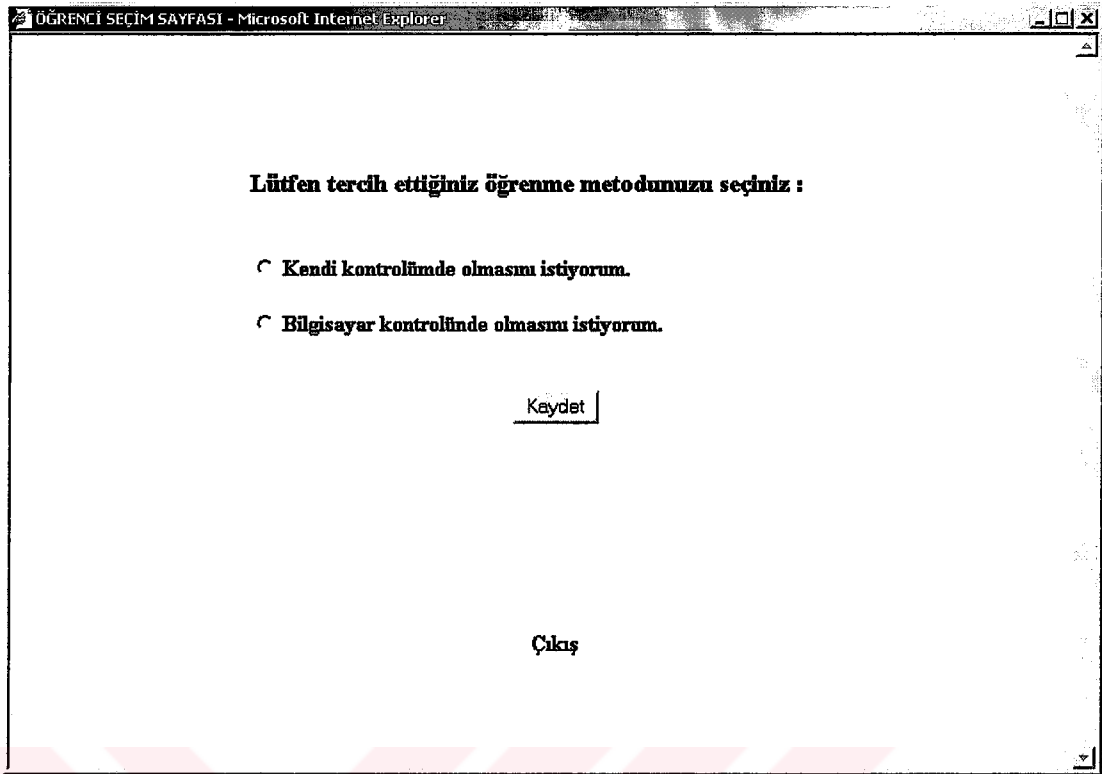 ÖĞRENCİ SEÇİM SAYFASI - Microsoft Internet Explorer
Lütfen tercih ettiğiniz öğrenme metodunuzu seçiniz :
Kendi kontrolümde olmasını istiyorum.
Bilgisayar kontrolünde olmasını istiyorum.
Kaydet
Çıkış